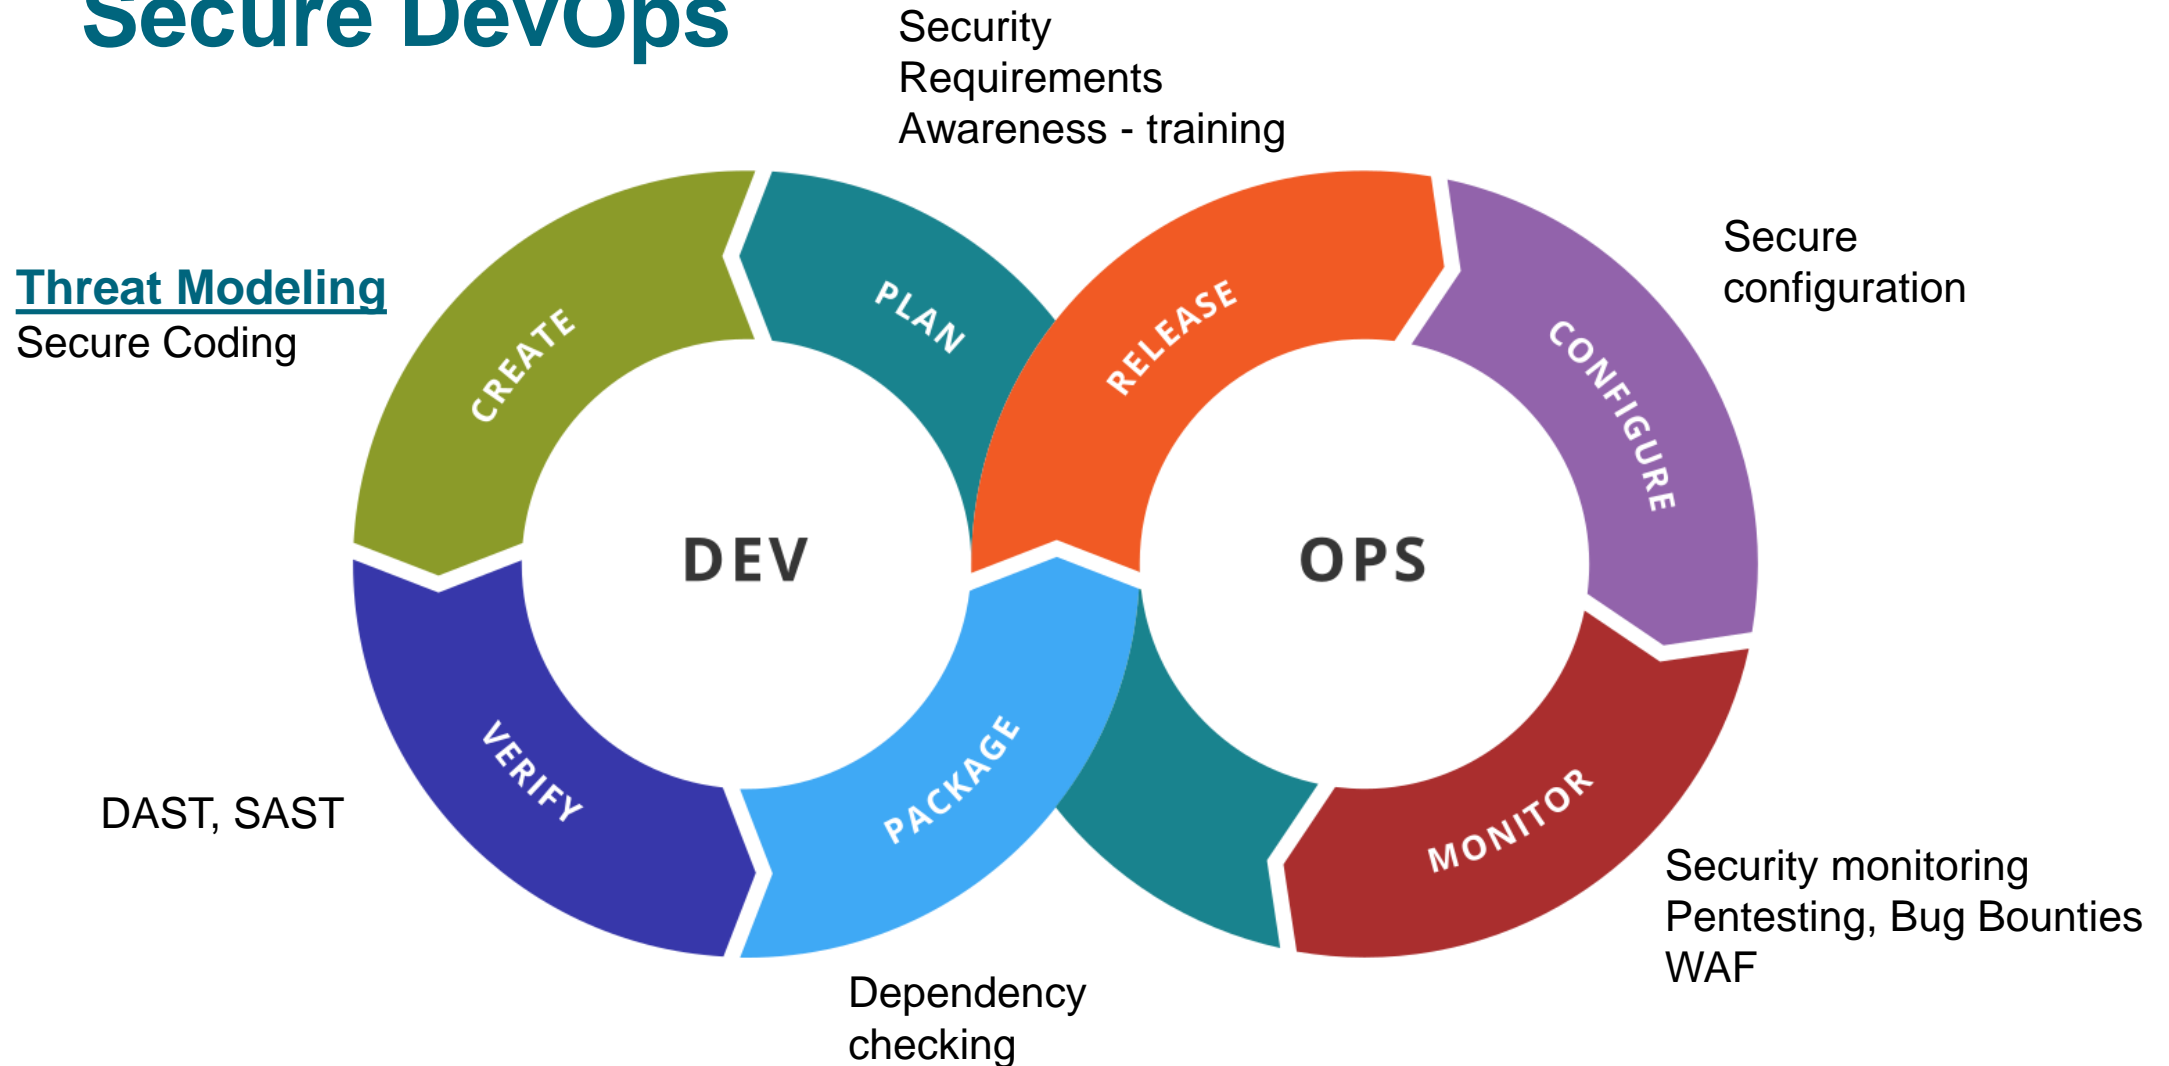 Secure DevOps
Security
Requirements
Awareness - training
Threat Modeling
Secure Coding
CREATE
PLAN
RELEASE
CONFIGURE
Secure
configuration
DEV
OPS
VERIFY
PACKAGE
MONITOR
DAST, SAST
Security monitoring
Pentesting, Bug Bounties
WAF
Dependency
checking